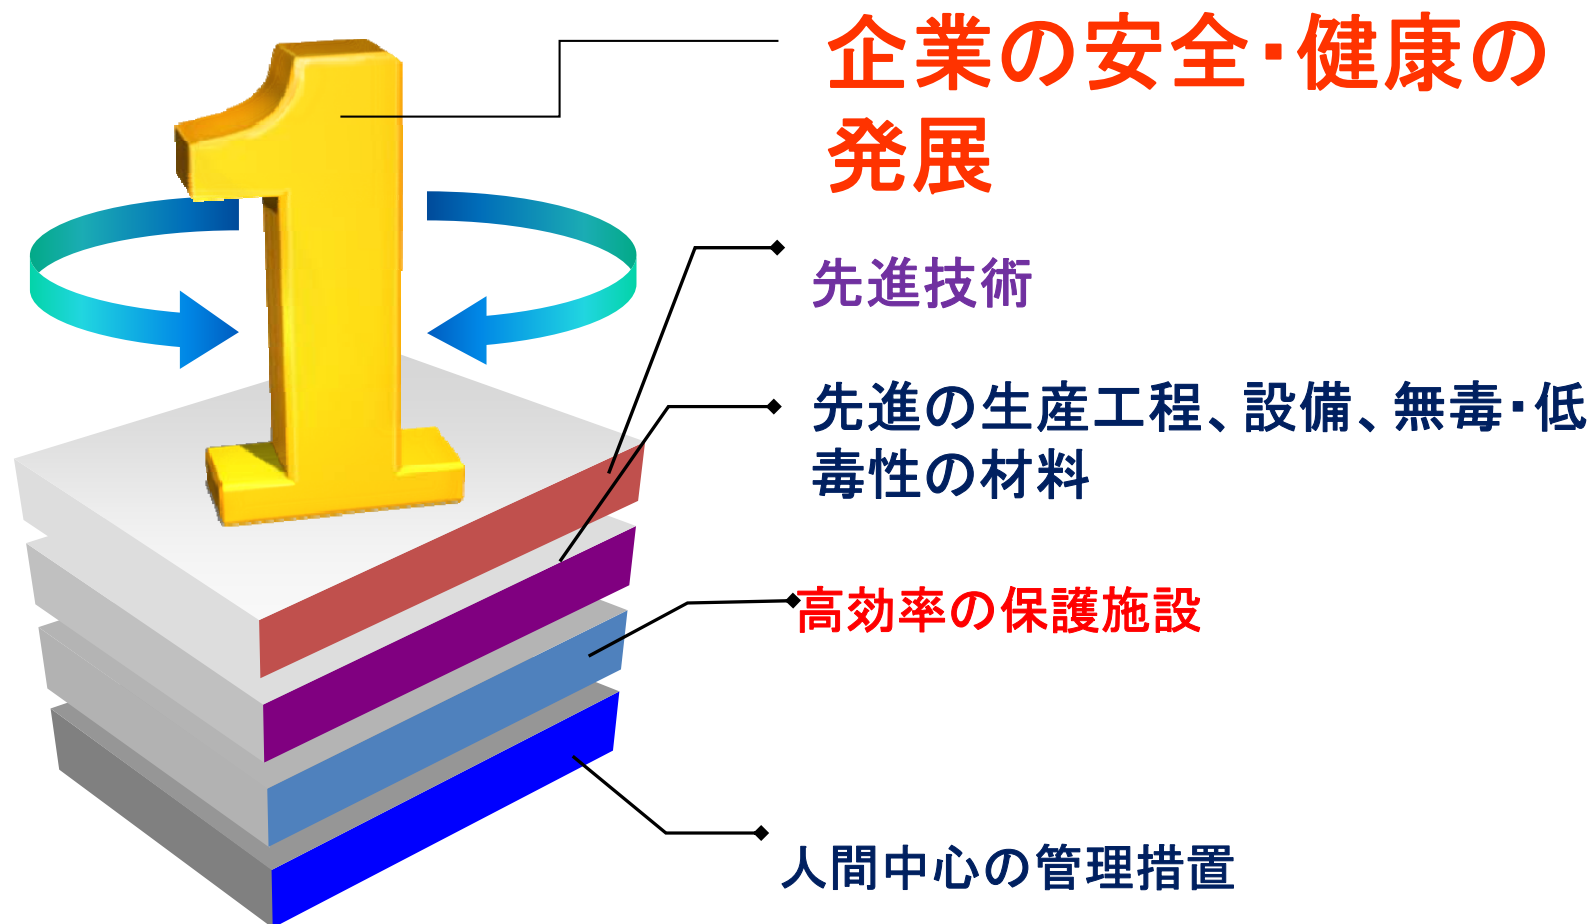 1
企業の安全・健康の
発展
先進技術
先進の生産工程、設備、無毒・低
毒性の材料
高効率の保護施設
人間中心の管理措置